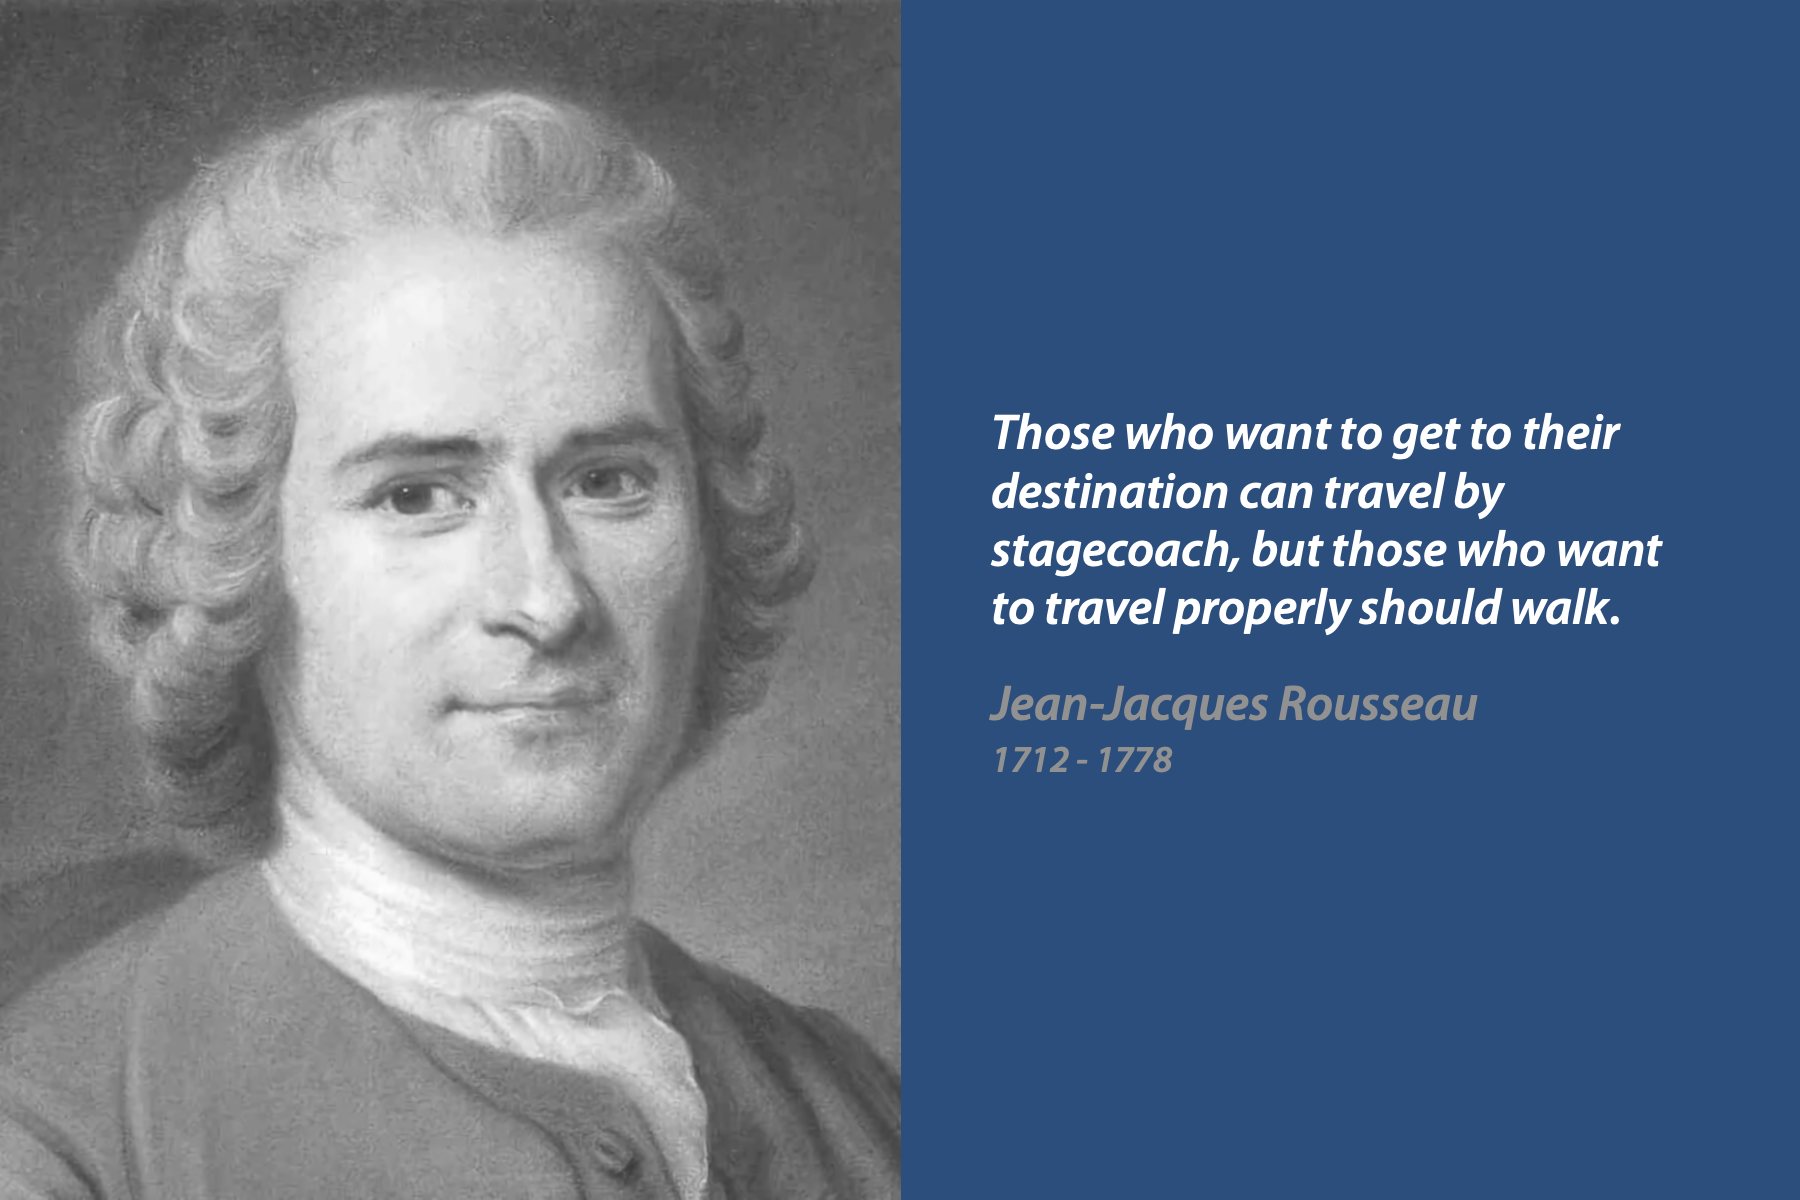 Those who want to get to their
destination can travel by
stagecoach, but those who want
to travel properly should walk.
Jean-Jacques Rousseau
1712 - 1778